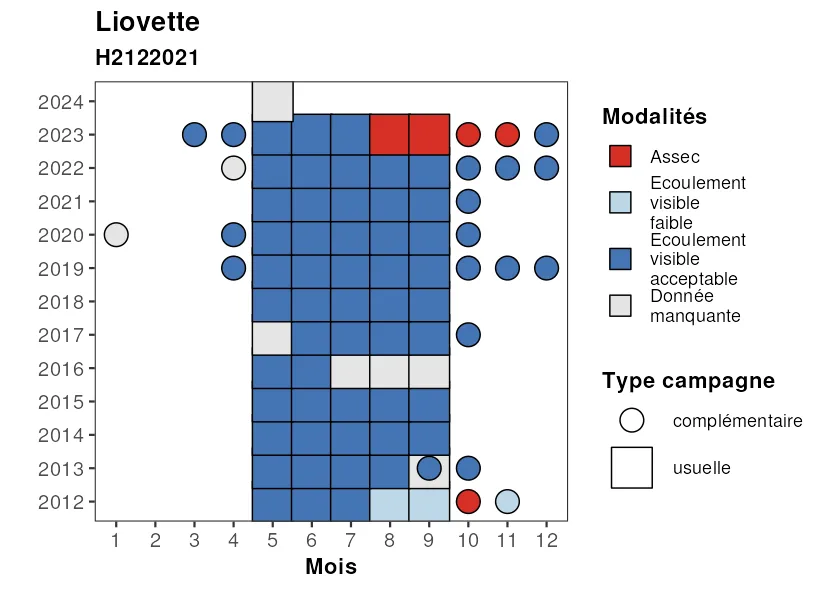 Liovette
H2122021
2024
2023
2022
2021
2020
2019
2018
2017
2016
2015
2014
2013
2012
1 2 3 4 5 6 7 8 9 10 11 12
Mois
Modalités
Assec
Ecoulement
visible
faible
Ecoulement
visible
acceptable
Donnée
manquante
Type campagne
complémentaire
usuelle